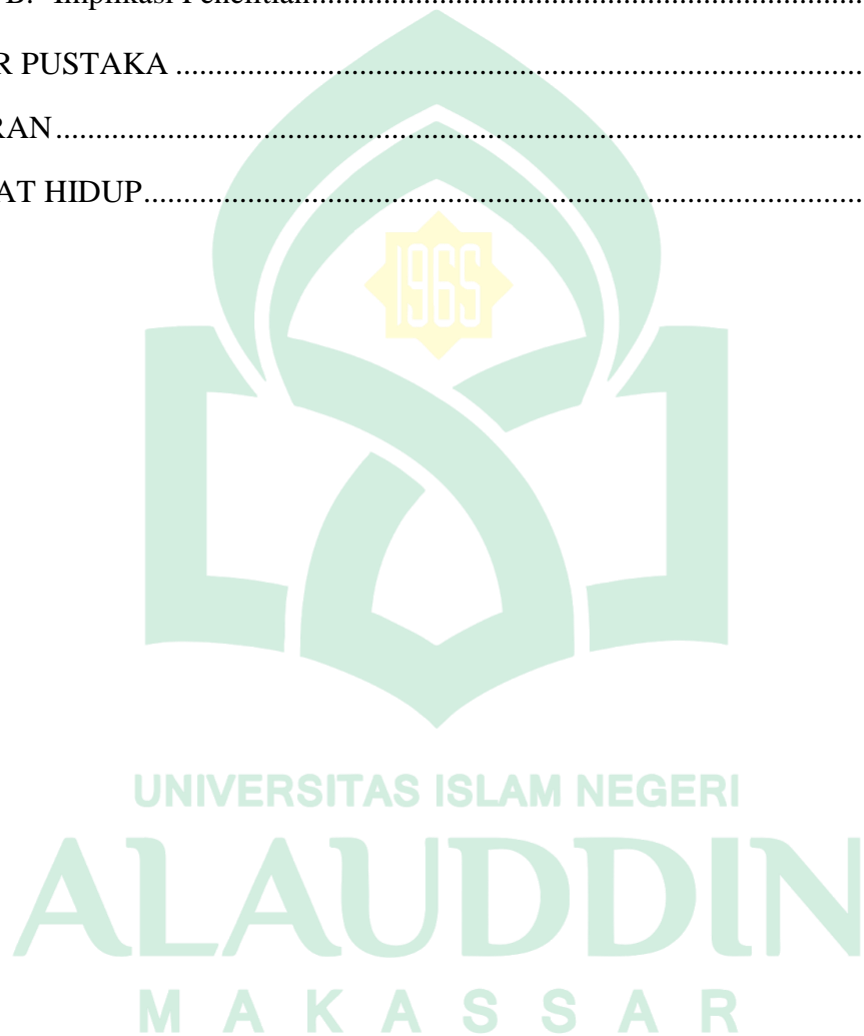 Implikasi Penelitian..........................................................................
R PUSTAKA ..........................................................................................
RAN.........................................................................................................
AT HIDUP..............................................................................................
1965
UNIVERSITAS ISLAM NEGERI
ALAUDDIN
MAKASSAR